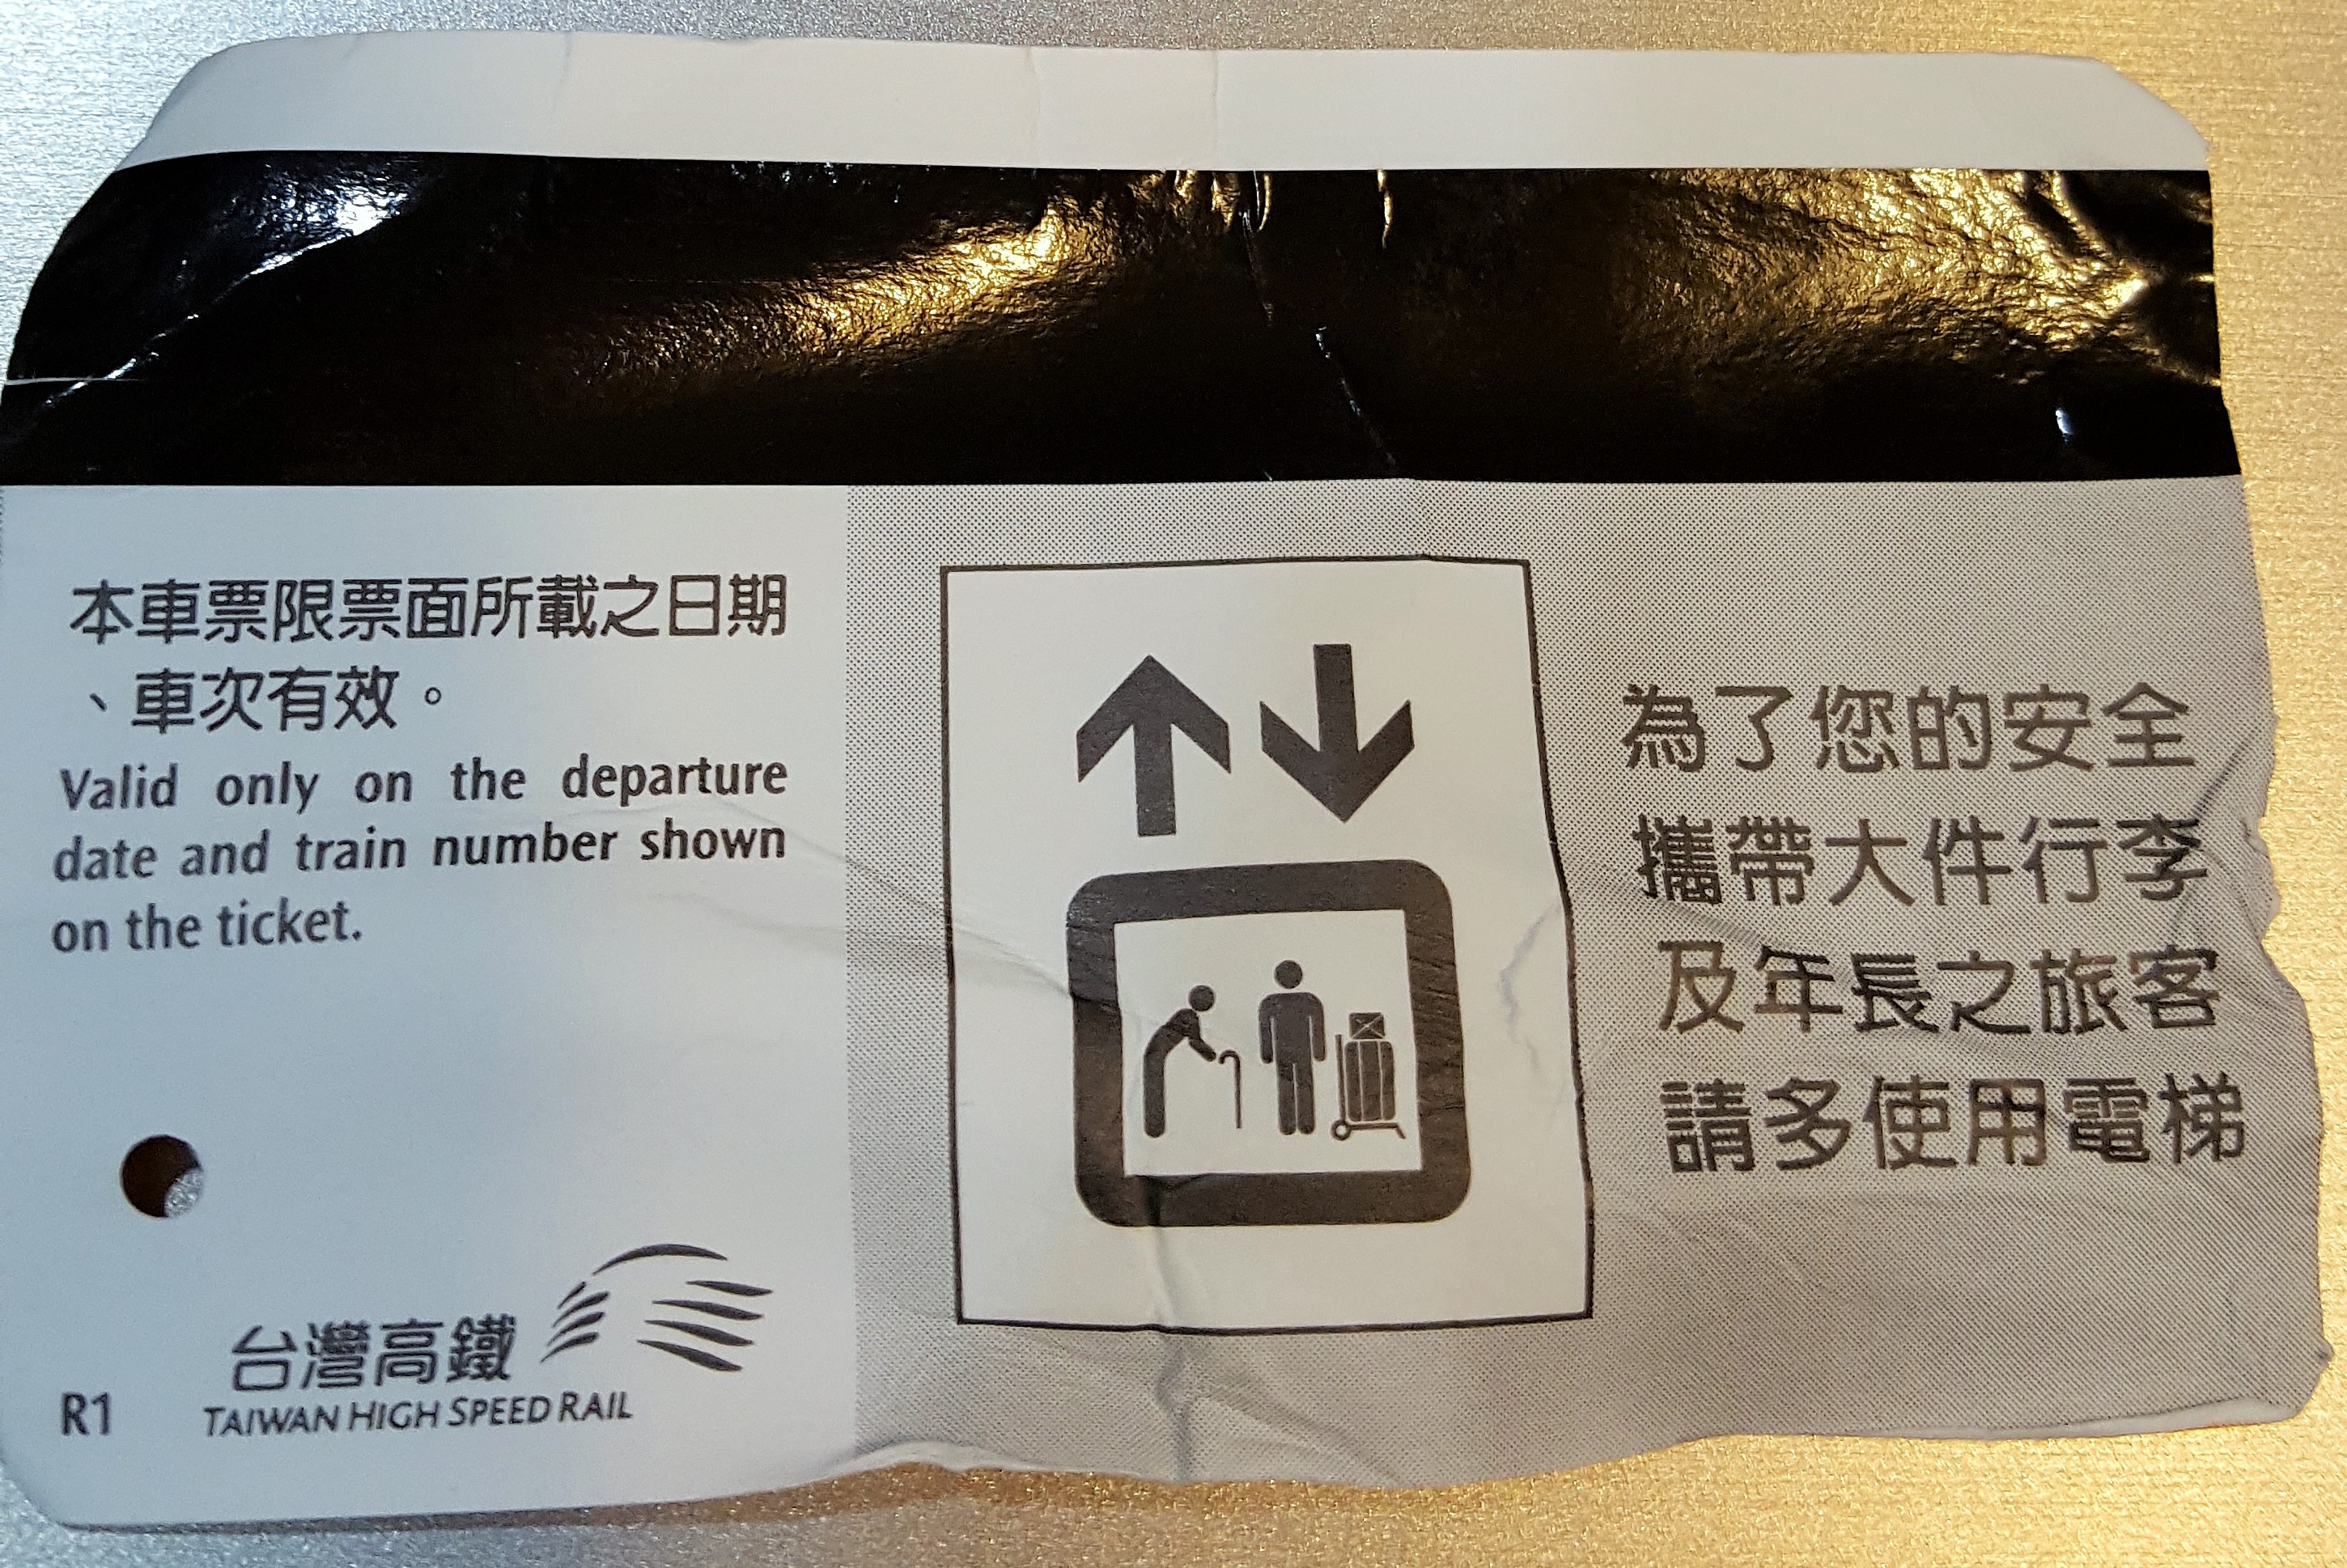 本車票限票面所載之日期
、車次有效。
Valid only on the departure
date and train number shown
on the ticket.
台灣高鐵
TAIWAN HIGH SPEED RAIL
R1
為了您的安全
攜帶大件行李
及年長之旅客
請多使用電梯